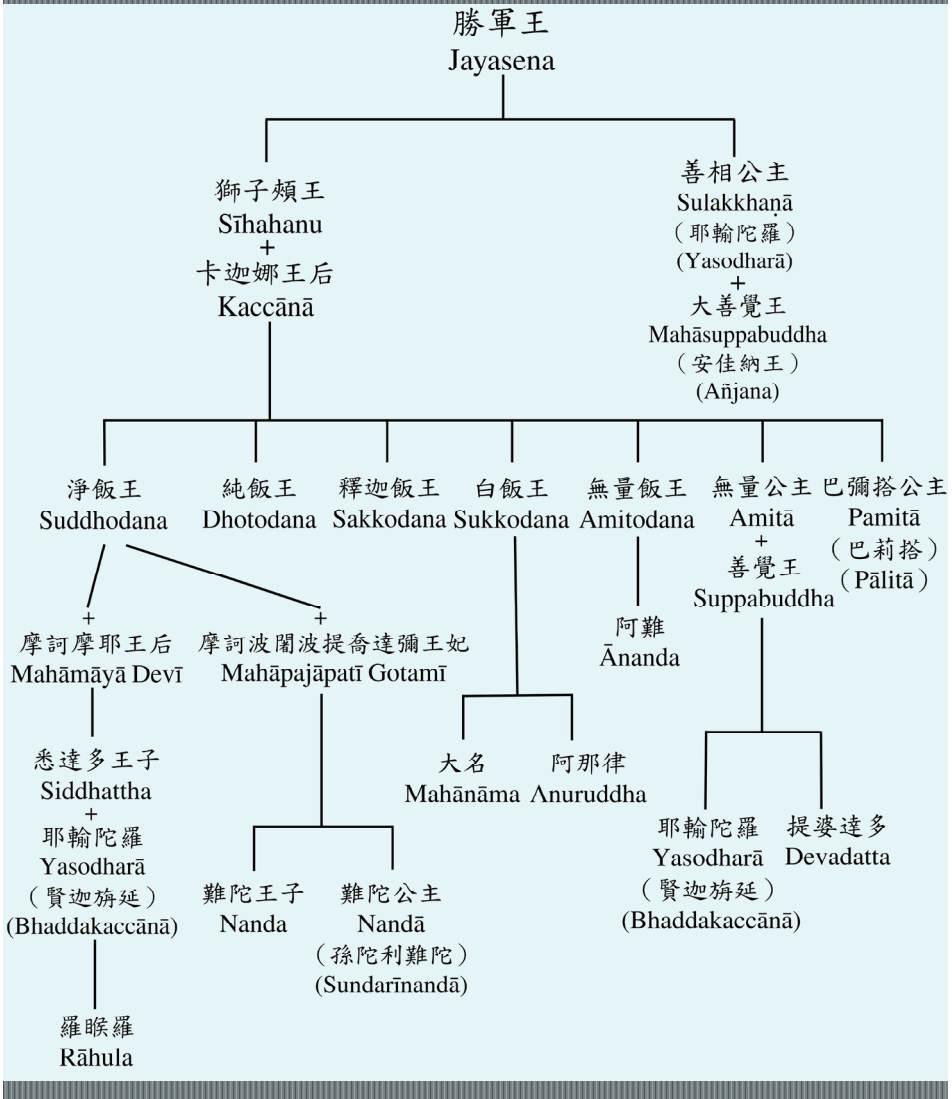 勝軍王
Jayasena
獅子頰王
Sīhahanu
+
卡迦娜王后
Kaccānā
善相公主
Sulakkhaṇā
（耶輸陀羅）
(Yasodharā)
+
大善覺王
Mahāsuppabuddha
（安佳納王）
(Añjana)
淨飯王
Suddhodana
純飯王
Dhotodana
釋迦飯王
Sakkodana
白飯王
Sukkodana
無量飯王
Amitodana
無量公主
Amitā
+
善覺王
Suppabuddha
巴彌搭公主
Pamitā
（巴莉搭）
（Pālitā）
+
摩訶摩耶王后
Mahāmāyā Devī
+
摩訶波闍波提喬達彌王妃
Mahāpajāpatī Gotamī
阿難
Ānanda
大名
Mahānāma
阿那律
Anuruddha
悉達多王子
Siddhattha
+
耶輸陀羅
Yasodharā
（賢迦旃延）
(Bhaddakaccānā)
難陀王子
Nanda
難陀公主
Nandā
（孫陀利難陀）
(Sundarīnandā)
耶輸陀羅
Yasodharā
（賢迦旃延）
(Bhaddakaccānā)
提婆達多
Devadatta
羅睺羅
Rāhula